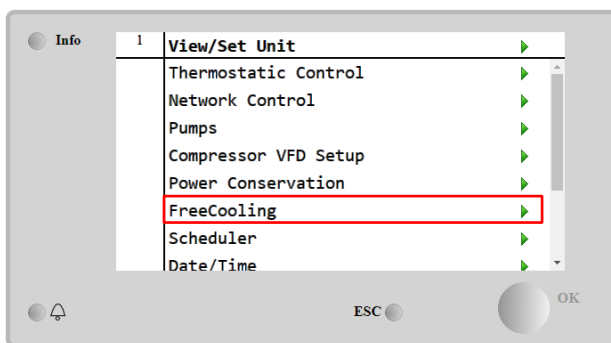 Info
1 View/Set Unit
Thermostatic Control
Network Control
Pumps
Compressor VFD Setup
Power Conservation
FreeCooling
Scheduler
Date/Time
ESC
OK